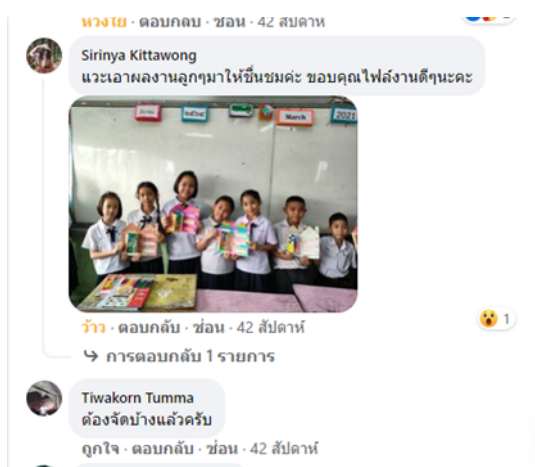 ห่วงใย · ตอบกลับ · ซ่อน · 42 สัปดาห์
Sirinya Kittawong
แวะเอาผลงานลูกๆมาให้ชื่นชมค่ะ ขอบคุณไฟล์งานดีๆนะคะ
March
2021
ว้าว · ตอบกลับ · ซ่อน · 42 สัปดาห์
1
การตอบกลับ 1 รายการ
Tiwakorn Tumma
ต้องจัดบ้างแล้วครับ
ถูกใจ · ตอบกลับ · ซ่อน · 42 สัปดาห์